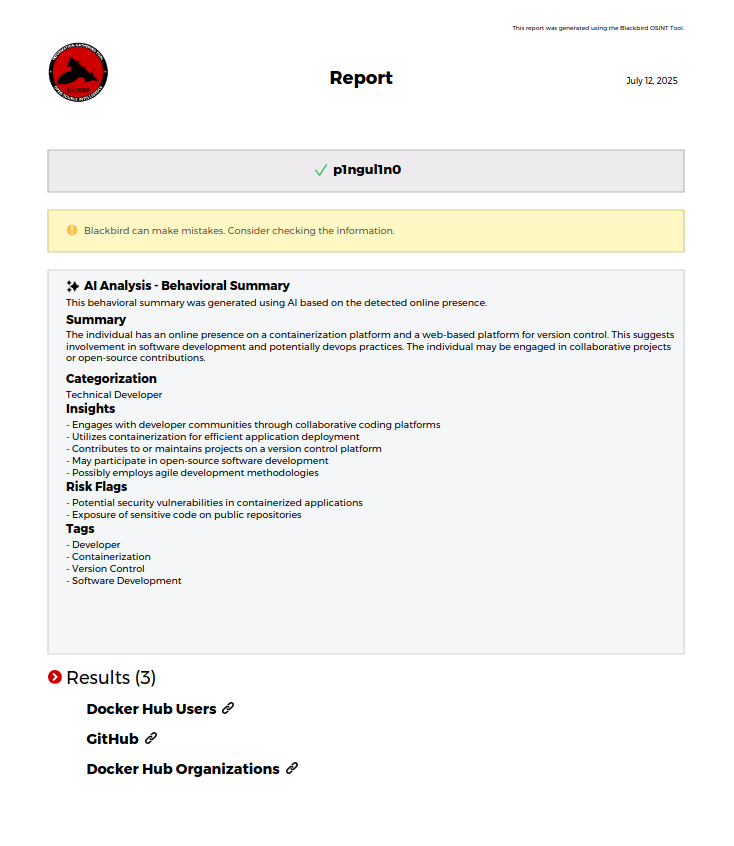 This report was generated using the Blackbird OSINT Tool.
INFORMATION GATHERING TOOL
BLACKBIRD
OPEN SOURCE INTELLIGENCE
Report
July 12, 2025
p1ngul1n0
Blackbird can make mistakes. Consider checking the information.
AI Analysis - Behavioral Summary
This behavioral summary was generated using AI based on the detected online presence.
Summary
The individual has an online presence on a containerization platform and a web-based platform for version control. This suggests
involvement in software development and potentially devops practices. The individual may be engaged in collaborative projects
or open-source contributions.
Categorization
Technical Developer
Insights
- Engages with developer communities through collaborative coding platforms
- Utilizes containerization for efficient application deployment
- Contributes to or maintains projects on a version control platform
- May participate in open-source software development
- Possibly employs agile development methodologies
Risk Flags
- Potential security vulnerabilities in containerized applications
- Exposure of sensitive code on public repositories
Tags
- Developer
- Containerization
- Version Control
- Software Development
Results (3)
Docker Hub Users
GitHub
Docker Hub Organizations